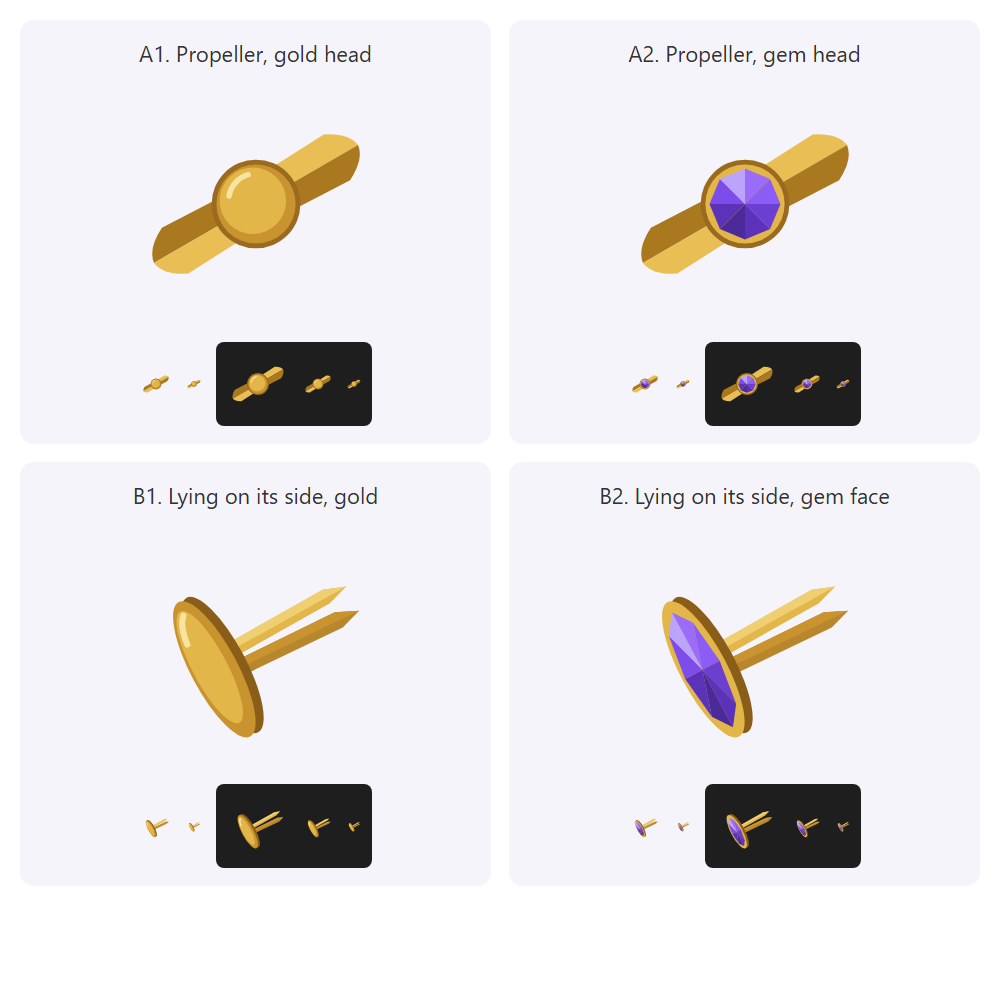 A1. Propeller, gold head
A2. Propeller, gem head
B1. Lying on its side, gold
B2. Lying on its side, gem face